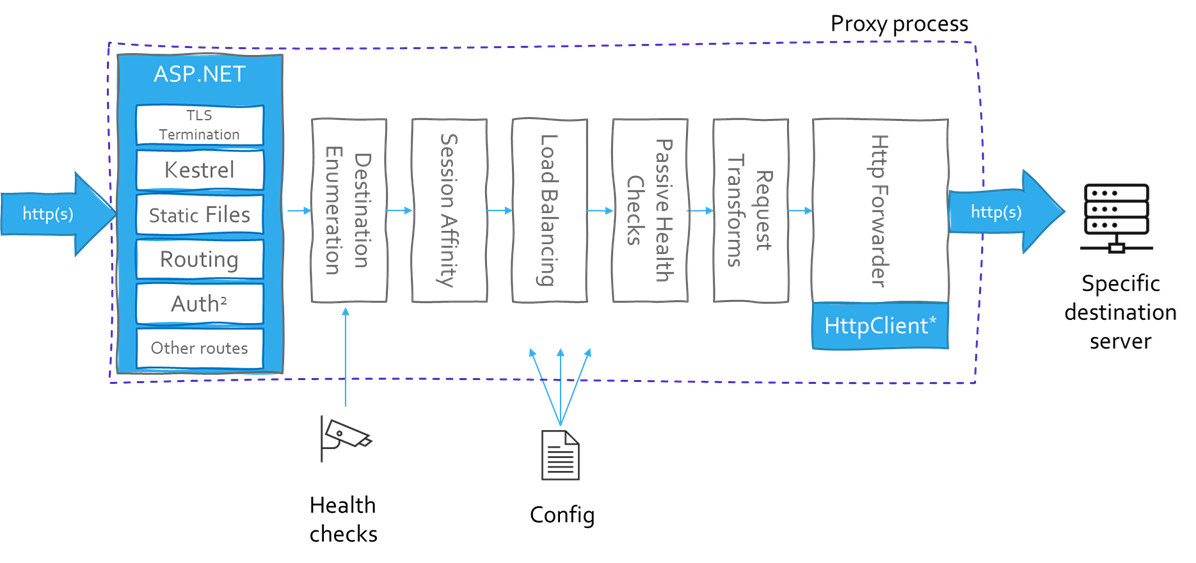 Proxy process
ASP.NET
TLS
Termination
Kestrel
Static Files
Routing
Auth²
Other routes
http(s)
Destination
Enumeration
Session Affinity
Load Balancing
Passive Health
Checks
Request
Transforms
Http Forwarder
HttpClient*
http(s)
Specific
destination
server
Health
checks
Config